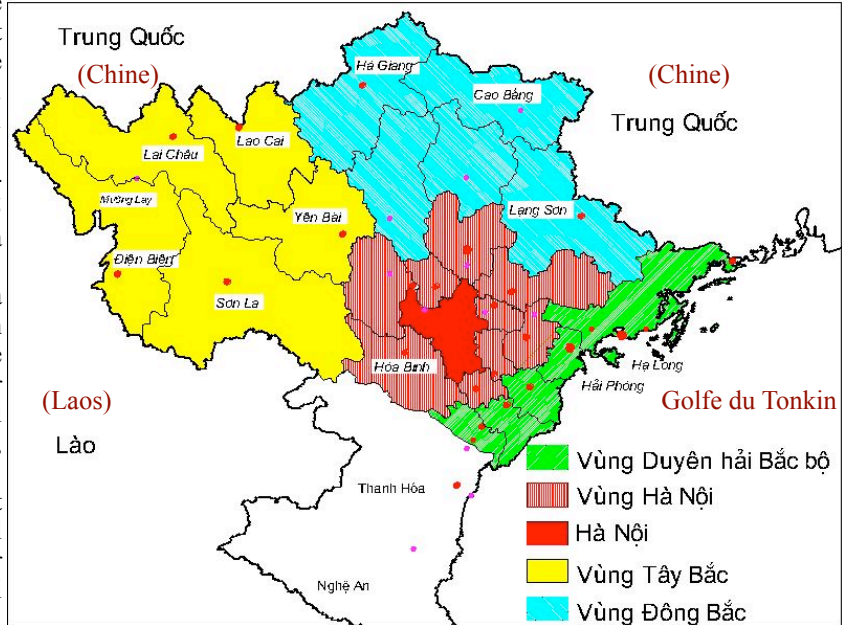 Trung Quốc
(Chine)
(Chine)
Trung Quốc
Hà Giang
Cao Bằng
Lao Cai
Lai Châu
Mường Lay
Yên Bài
Lạng Sơn
Điện Biên
Sơn La
Hòa Bình
Hạ Long
Hải Phòng
(Laos)
Golfe du Tonkin
Lào
Thanh Hóa
Nghệ An
Vùng Duyên hải Bắc bộ
Vùng Hà Nội
Hà Nội
Vùng Tây Bắc
Vùng Đông Bắc